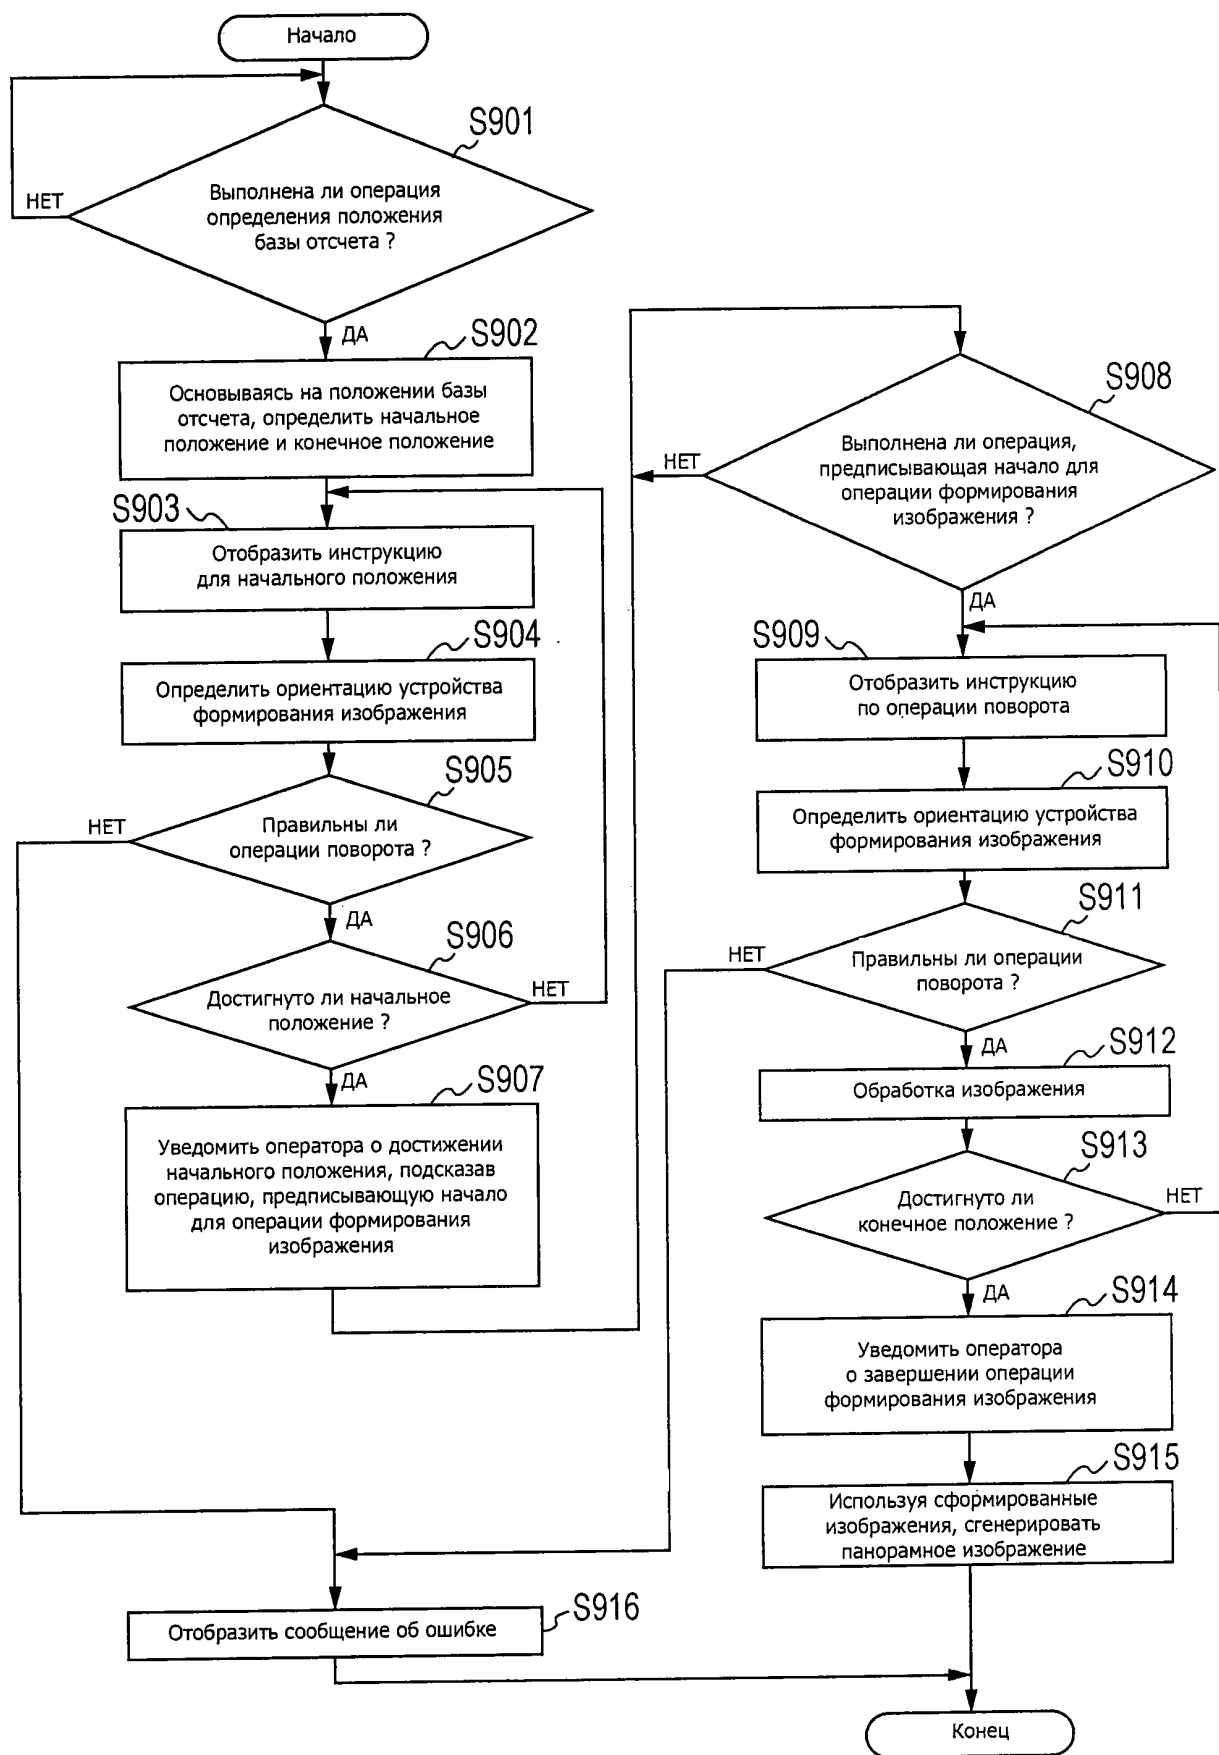 Начало
S901
НЕТ
Выполнена ли операция
определения положения
базы отсчета ?
ДА
S902
Основываясь на положении базы
отсчета, определить начальное
положение и конечное положение
S903
Отобразить инструкцию
для начального положения
S904
Определить ориентацию устройства
формирования изображения
S905
НЕТ
Правильны ли
операции поворота ?
ДА
S906
Достигнуто ли начальное
положение ?
НЕТ
ДА
S907
Уведомить оператора о достижении
начального положения, подсказав
операцию, предписывающую начало
для операции формирования
изображения
S908
НЕТ
Выполнена ли операция,
предписывающая начало для
операции формирования
изображения ?
ДА
S909
Отобразить инструкцию
по операции поворота
S910
Определить ориентацию устройства
формирования изображения
S911
НЕТ
Правильны ли операции
поворота ?
ДА
S912
Обработка изображения
S913
Достигнуто ли
конечное положение ?
НЕТ
ДА
S914
Уведомить оператора
о завершении операции
формирования изображения
S915
Используя сформированные
изображения, сгенерировать
панорамное изображение
S916
Отобразить сообщение об ошибке
Конец